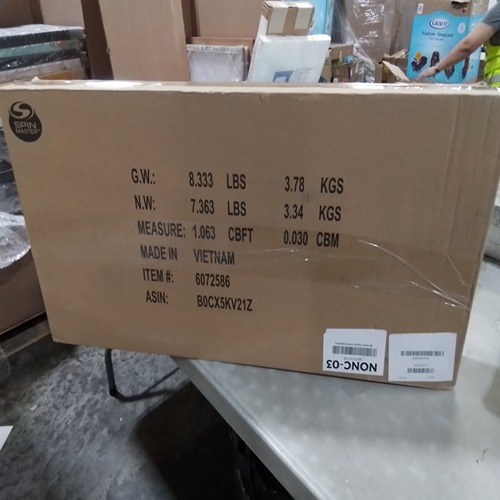 SPIN
MASTER
G.W.: 8.333 LBS 3.78 KGS
N.W: 7.363 LBS 3.34 KGS
MEASURE: 1.063 CBFT 0.030 CBM
MADE IN VIETNAM
ITEM #: 6072586
ASIN: B0CX5KV21Z
NONC-03